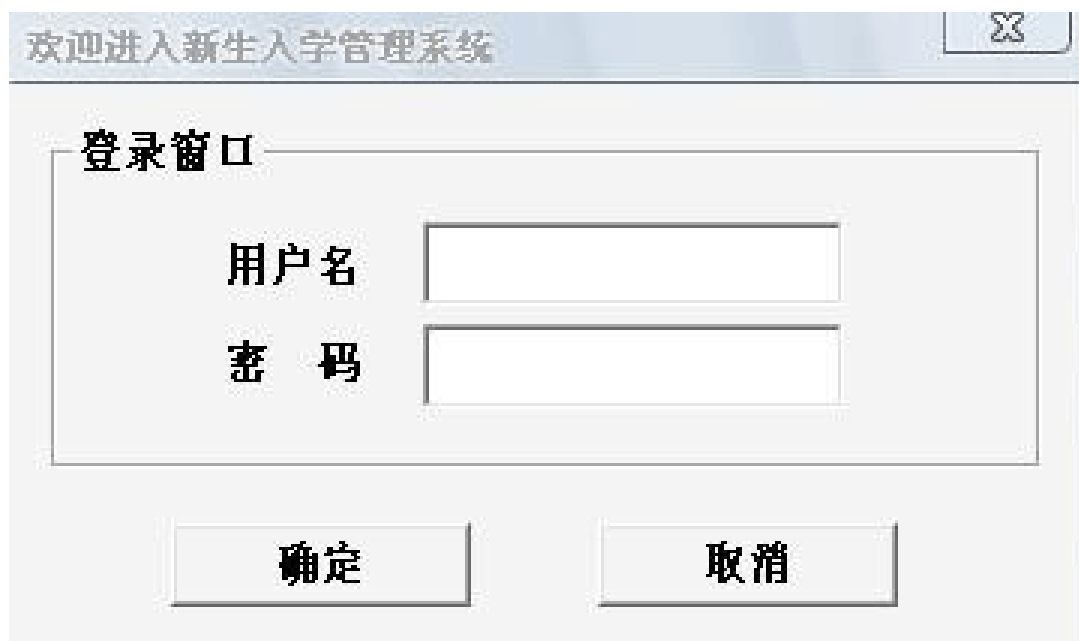 欢迎进入新生入学管理系统
登录窗口
用户名
密 码
确定 取消